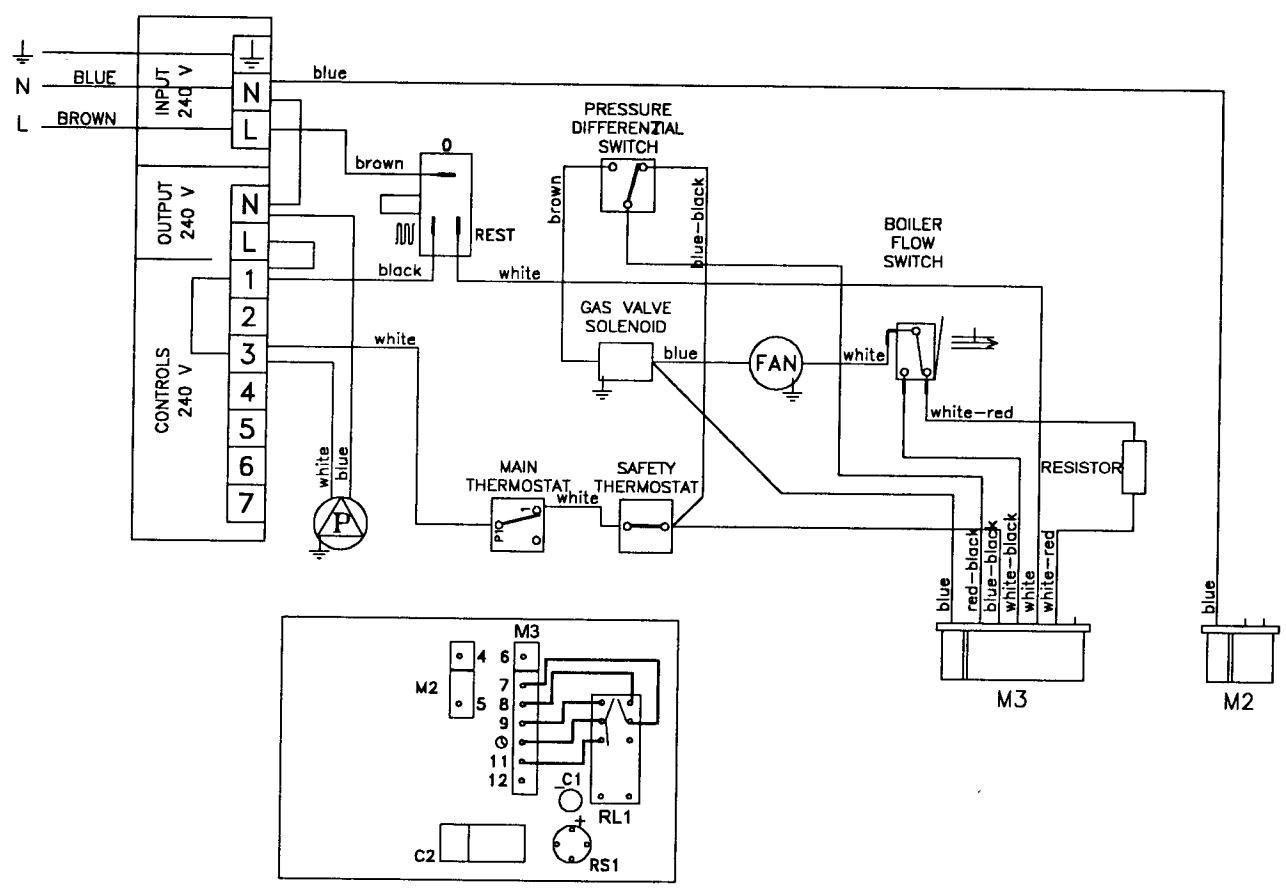 N BLUE
L BROWN
INPUT
240 V
N
L
OUTPUT
240 V
N
L
CONTROLS
240 V
1
2
3
4
5
6
7
blue
brown
0
REST
black
white
white
white
blue
P
PRESSURE
DIFFERENZIAL
SWITCH
brown
blue-black
GAS VALVE
SOLENOID
blue
FAN
white
BOILER
FLOW
SWITCH
white-red
RESISTOR
MAIN
THERMOSTAT
P1
1
white
SAFETY
THERMOSTAT
blue
red-black
blue-black
white-black
white
white-red
M3
blue
M2
M3
4
M2
5
6
7
8
9
11
12
C1
-
RL1
+
RS1
C2